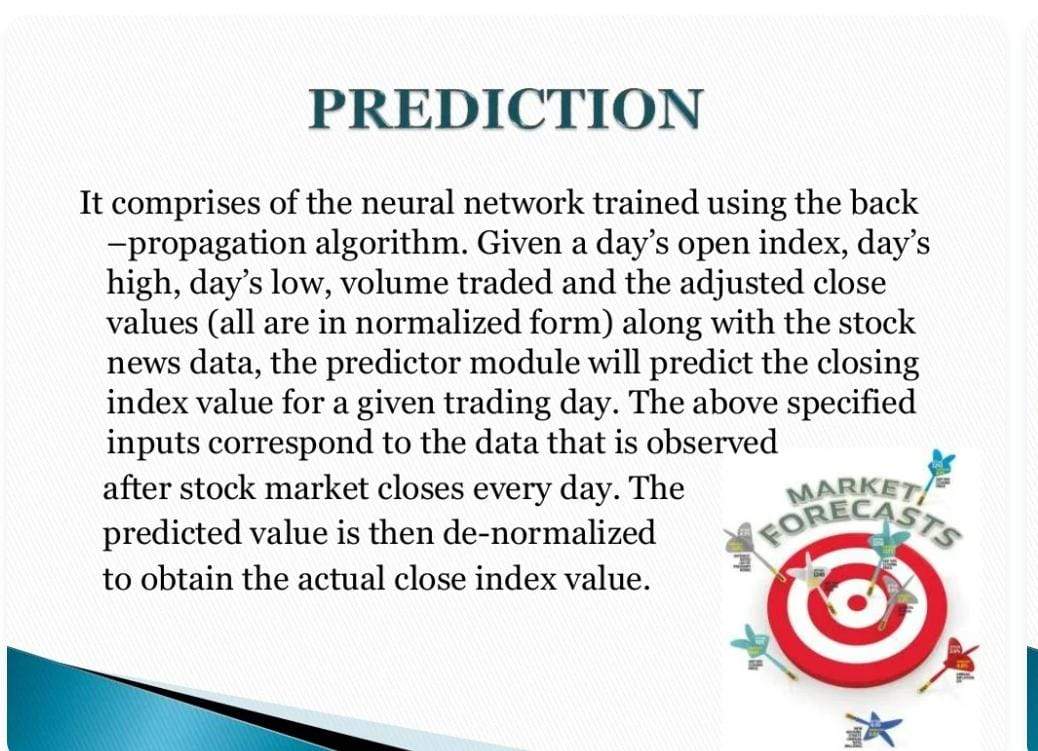 PREDICTION
It comprises of the neural network trained using the back
–propagation algorithm. Given a day’s open index, day’s
high, day’s low, volume traded and the adjusted close
values (all are in normalized form) along with the stock
news data, the predictor module will predict the closing
index value for a given trading day. The above specified
inputs correspond to the data that is observed
after stock market closes every day. The
predicted value is then de-normalized
to obtain the actual close index value.
MARKET
FORECASTS